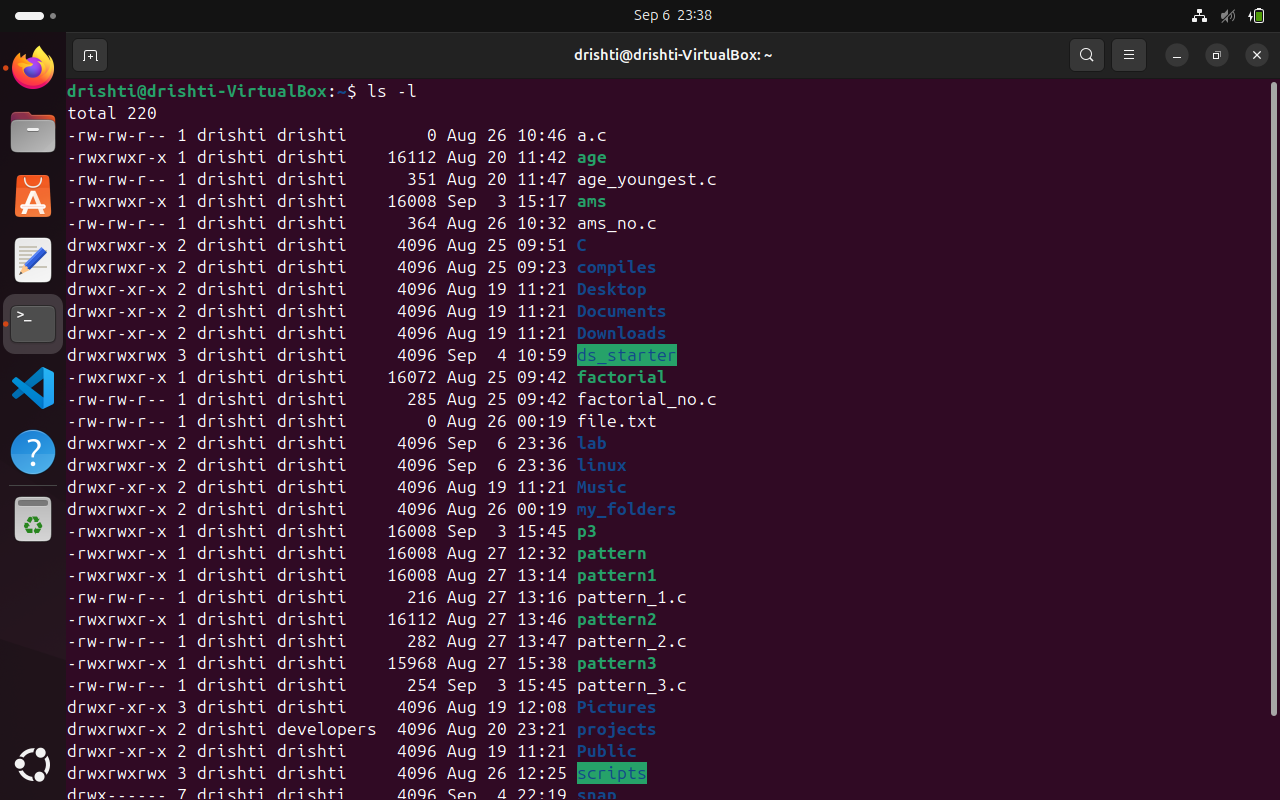 Sep 6 23:38
drishti@drishti-VirtualBox: ~
drishti@drishti-VirtualBox:~$ ls -l
total 220
-rw-rw-r-- 1 drishti drishti        0 Aug 26 10:46 a.c
-rwxrwxr-x 1 drishti drishti    16112 Aug 20 11:42 age
-rw-rw-r-- 1 drishti drishti      351 Aug 20 11:47 age_youngest.c
-rwxrwxr-x 1 drishti drishti    16008 Sep  3 15:17 ams
-rw-rw-r-- 1 drishti drishti      364 Aug 26 10:32 ams_no.c
drwxrwxr-x 2 drishti drishti     4096 Aug 25 09:51 C
drwxrwxr-x 2 drishti drishti     4096 Aug 25 09:23 compiles
drwxr-xr-x 2 drishti drishti     4096 Aug 19 11:21 Desktop
drwxr-xr-x 2 drishti drishti     4096 Aug 19 11:21 Documents
drwxr-xr-x 2 drishti drishti     4096 Aug 19 11:21 Downloads
drwxrwxrwx 3 drishti drishti     4096 Sep  4 10:59 ds_starter
-rwxrwxr-x 1 drishti drishti    16072 Aug 25 09:42 factorial
-rw-rw-r-- 1 drishti drishti      285 Aug 25 09:42 factorial_no.c
-rw-rw-r-- 1 drishti drishti        0 Aug 26 00:19 file.txt
drwxrwxr-x 2 drishti drishti     4096 Sep  6 23:36 lab
drwxrwxr-x 2 drishti drishti     4096 Sep  6 23:36 linux
drwxr-xr-x 2 drishti drishti     4096 Aug 19 11:21 Music
drwxrwxr-x 2 drishti drishti     4096 Aug 26 00:19 my_folders
-rwxrwxr-x 1 drishti drishti    16008 Sep  3 15:45 p3
-rwxrwxr-x 1 drishti drishti    16008 Aug 27 12:32 pattern
-rwxrwxr-x 1 drishti drishti    16008 Aug 27 13:14 pattern1
-rw-rw-r-- 1 drishti drishti      216 Aug 27 13:16 pattern_1.c
-rwxrwxr-x 1 drishti drishti    16112 Aug 27 13:46 pattern2
-rw-rw-r-- 1 drishti drishti      282 Aug 27 13:47 pattern_2.c
-rwxrwxr-x 1 drishti drishti    15968 Aug 27 15:38 pattern3
-rw-rw-r-- 1 drishti drishti      254 Sep  3 15:45 pattern_3.c
drwxr-xr-x 3 drishti drishti     4096 Aug 19 12:08 Pictures
drwxrwxr-x 2 drishti developers  4096 Aug 20 23:21 projects
drwxr-xr-x 2 drishti drishti     4096 Aug 19 11:21 Public
drwxrwxrwx 3 drishti drishti     4096 Aug 26 12:25 scripts
drwx------ 7 drishti drishti     4096 Sep  4 22:19 snap